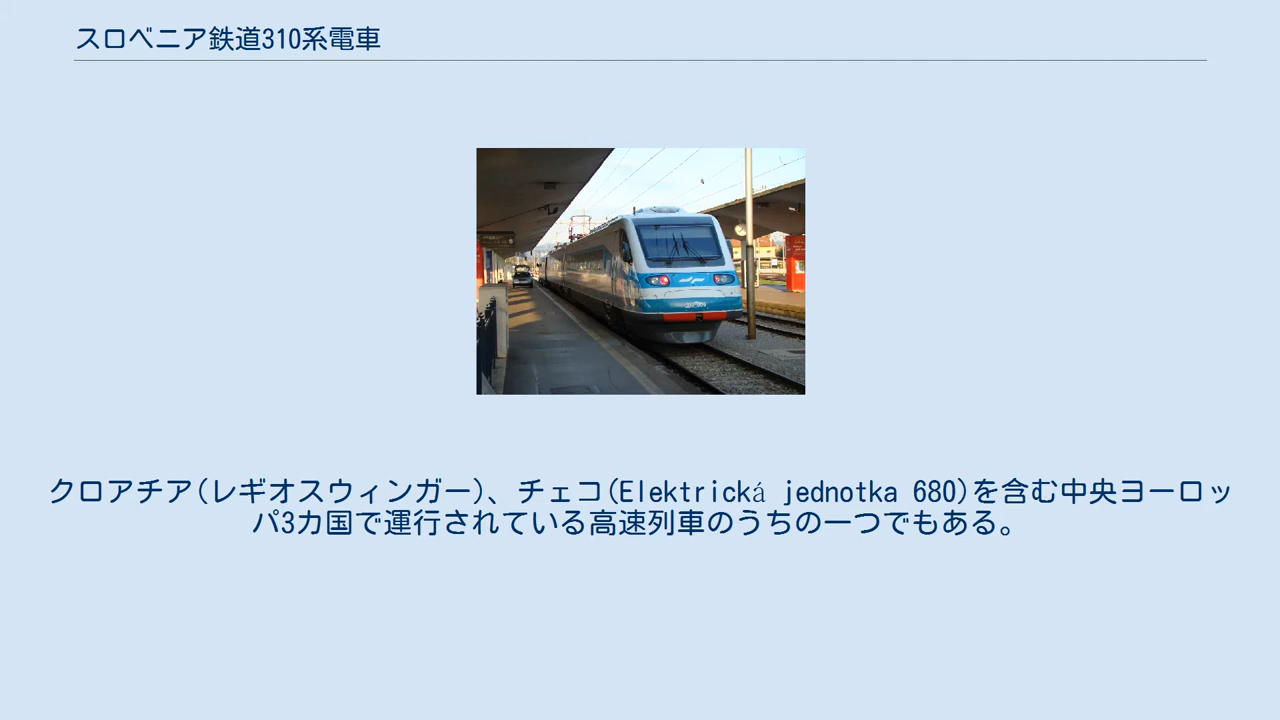 スロベニア鉄道310系電車
クロアチア(レギオスウィンガー)、チェコ(Elektrická jednotka 680)を含む中央ヨーロッ
パ3カ国で運行されている高速列車のうちの一つでもある。